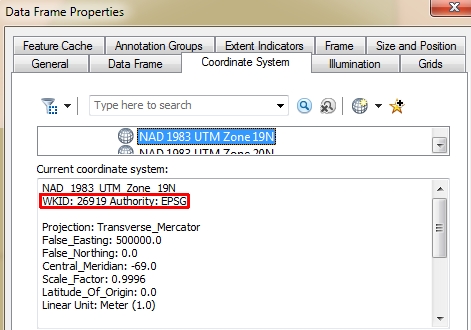 Data Frame Properties
Feature Cache Annotation Groups Extent Indicators Frame Size and Position
General Data Frame Coordinate System Illumination Grids
Type here to search
NAD 1983 UTM Zone 19N
NAD 1983 UTM Zone 20N
Current coordinate system:
NAD_1983_UTM_Zone_19N
WKID: 26919 Authority: EPSG
Projection: Transverse_Mercator
False_Easting: 500000.0
False_Northing: 0.0
Central_Meridian: -69.0
Scale_Factor: 0.9996
Latitude_Of_Origin: 0.0
Linear Unit: Meter (1.0)